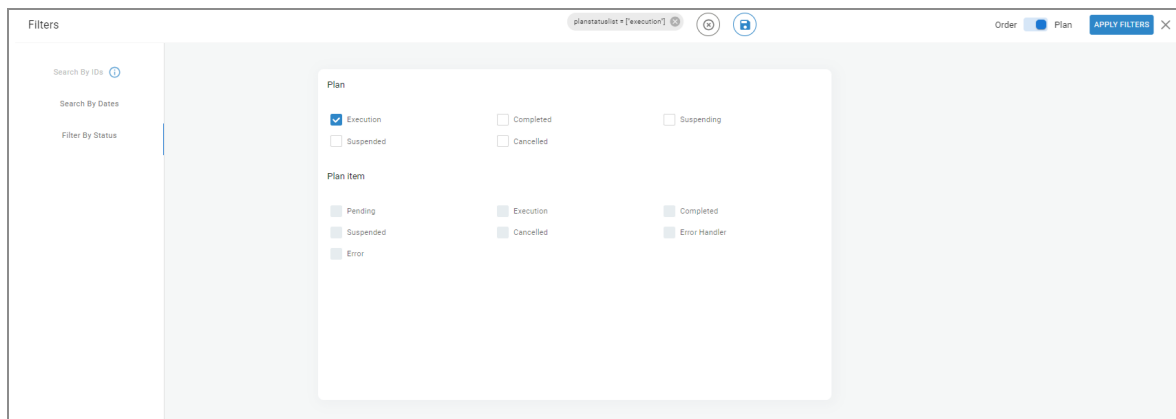 Filters planstatuslist = ["execution"] Order Plan APPLY FILTERS
Search By IDs
Search By Dates
Filter By Status
Plan
Execution Completed Suspending
Suspended Cancelled
Plan item
Pending Execution Completed
Suspended Cancelled Error Handler
Error